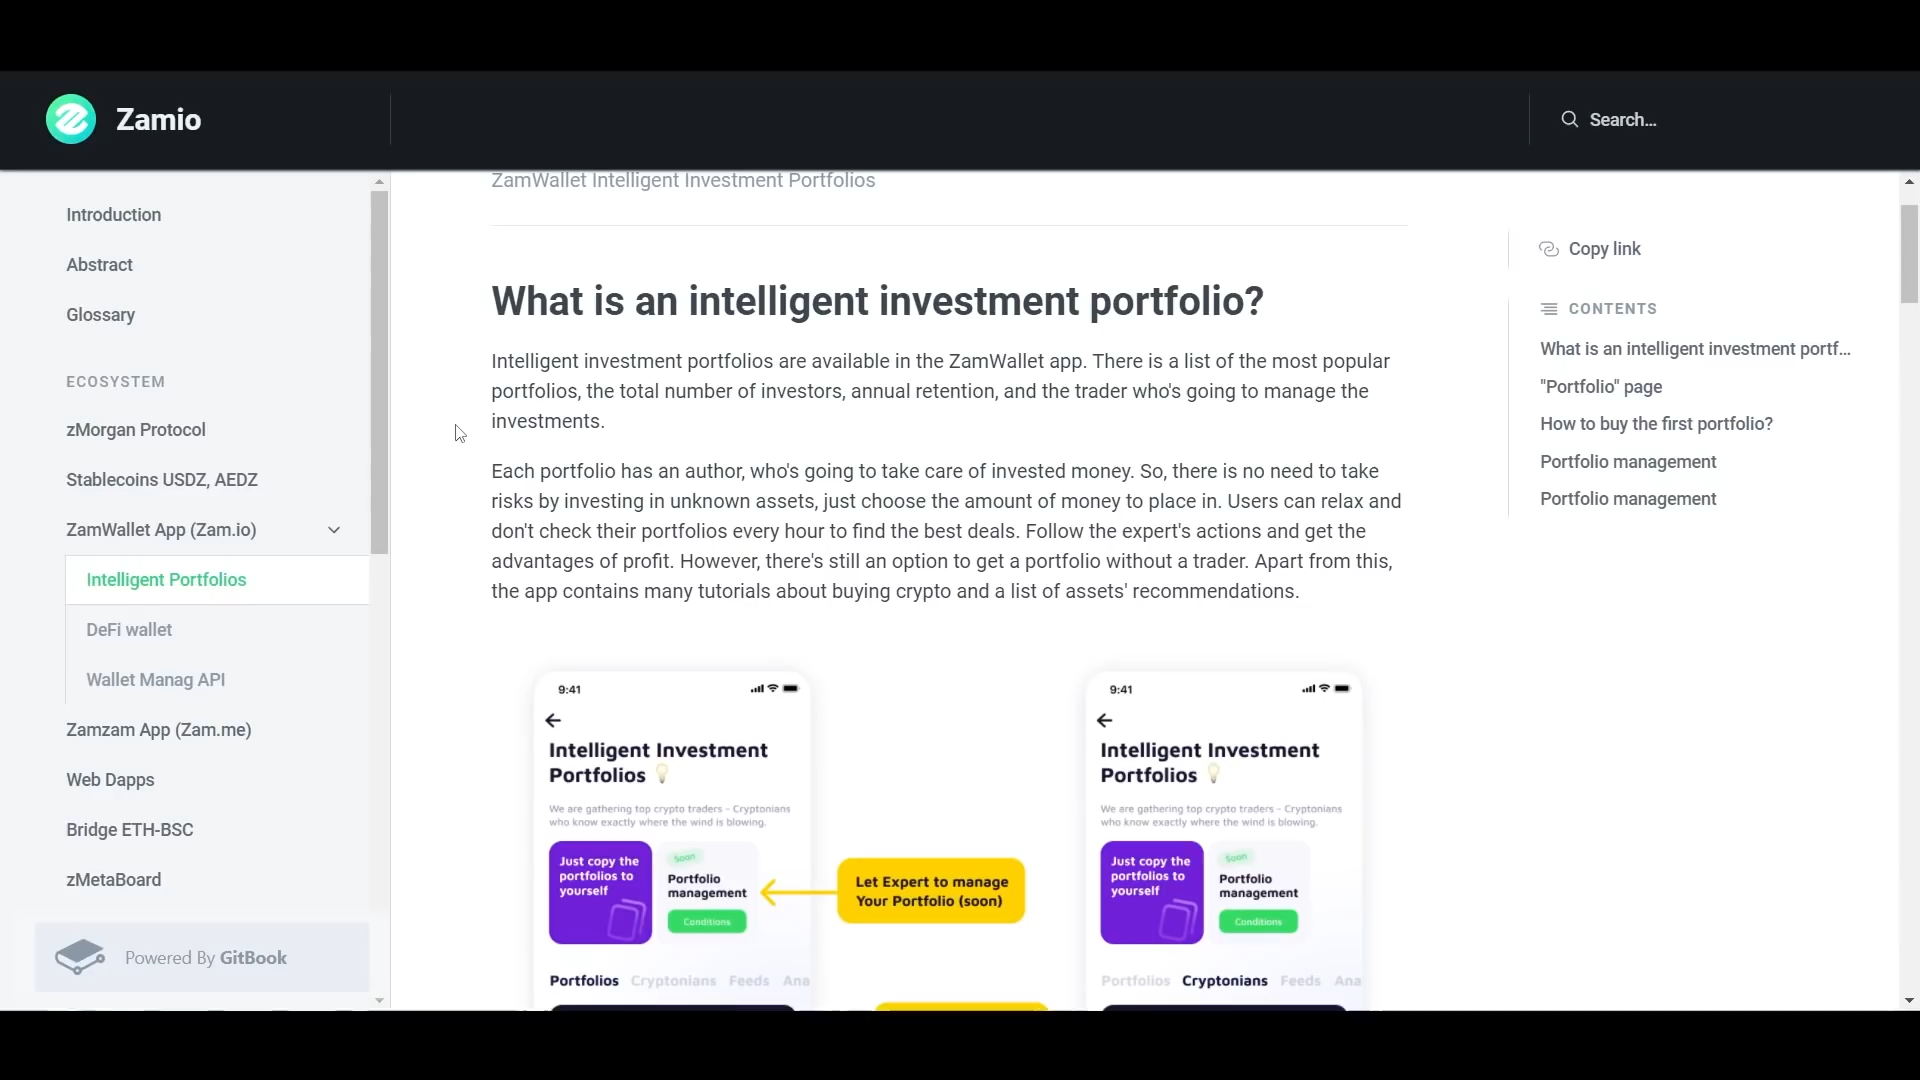 Zamio
Search...
Introduction
Abstract
Glossary
ECOSYSTEM
zMorgan Protocol
Stablecoins USDZ, AEDZ
ZamWallet App (Zam.io)
Intelligent Portfolios
DeFi wallet
Wallet Manag API
Zamzam App (Zam.me)
Web Dapps
Bridge ETH-BSC
zMetaBoard
Powered By GitBook
ZamWallet Intelligent Investment Portfolios
What is an intelligent investment portfolio?
Intelligent investment portfolios are available in the ZamWallet app. There is a list of the most popular
portfolios, the total number of investors, annual retention, and the trader who's going to manage the
investments.
Each portfolio has an author, who's going to take care of invested money. So, there is no need to take
risks by investing in unknown assets, just choose the amount of money to place in. Users can relax and
don't check their portfolios every hour to find the best deals. Follow the expert's actions and get the
advantages of profit. However, there's still an option to get a portfolio without a trader. Apart from this,
the app contains many tutorials about buying crypto and a list of assets' recommendations.
9:41
Intelligent Investment
Portfolios
We are gathering top crypto traders - Cryptonians
who know exactly where the wind is blowing.
Just copy the
portfolios to
yourself
Soon
Portfolio
management
Conditions
Portfolios Cryptonians Feeds Ana
Let Expert to manage
Your Portfolio (soon)
9:41
Intelligent Investment
Portfolios
We are gathering top crypto traders - Cryptonians
who know exactly where the wind is blowing.
Just copy the
portfolios to
yourself
Soon
Portfolio
management
Conditions
Portfolios Cryptonians Feeds Ana
Copy link
CONTENTS
What is an intelligent investment portf...
"Portfolio" page
How to buy the first portfolio?
Portfolio management
Portfolio management